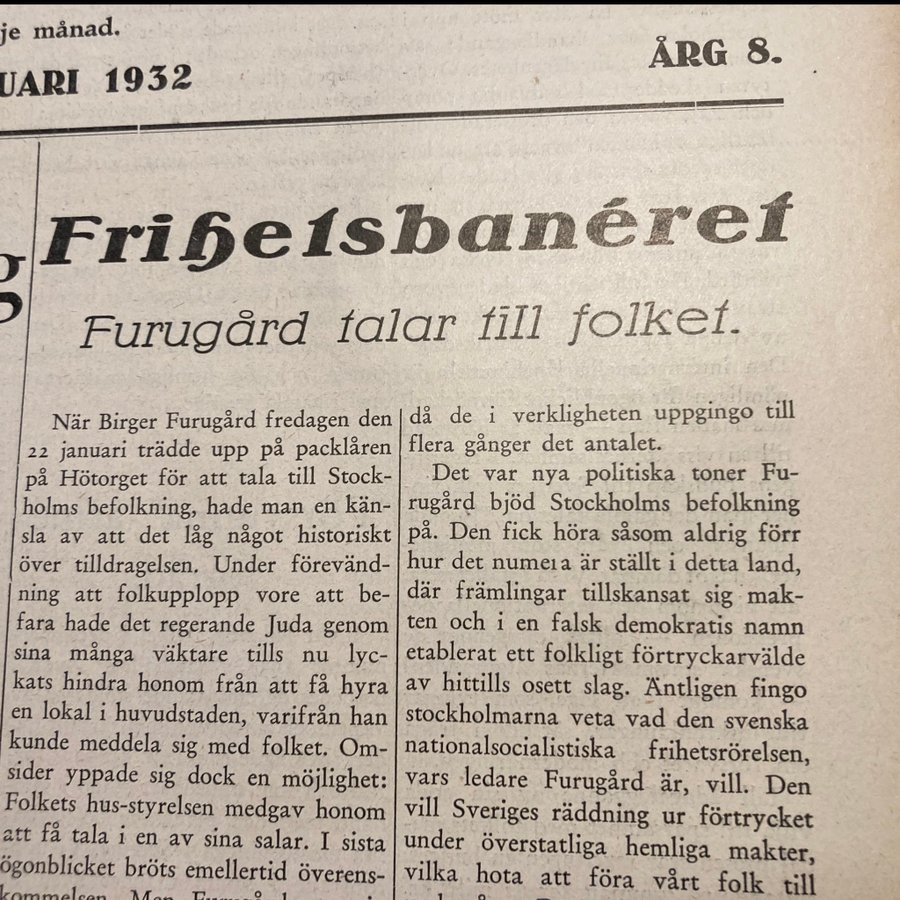 je månad.
UARI 1932
ÅRG 8.
g
Frihetsbanéret
Furugård talar till folket.
När Birger Furugård fredagen den
22 januari trädde upp på packlåren
på Hötorget för att tala till Stock-
holms befolkning, hade man en kän-
sla av att det låg något historiskt
över tilldragelsen. Under förevänd-
ning att folkupplopp vore att be-
fara hade det regerande Juda genom
sina många väktare tills nu lyc-
kats hindra honom från att få hyra
en lokal i huvudstaden, varifrån han
kunde meddela sig med folket. Om-
sider yppade sig dock en möjlighet:
Folkets hus-styrelsen medgav honom
att få tala i en av sina salar. I sista
ögonblicket bröts emellertid överens-
kommelsen. Men
då de i verkligheten uppgingo till
flera gånger det antalet.
Det var nya politiska toner Fu-
rugård bjöd Stockholms befolkning
på. Den fick höra såsom aldrig förr
hur det numera är ställt i detta land,
där främlingar tillskansat sig mak-
ten och i en falsk demokratis namn
etablerat ett folkligt förtryckarvälde
av hittills osett slag. Äntligen fingo
stockholmarna veta vad den svenska
nationalsocialistiska frihetsrörelsen,
vars ledare Furugård är, vill. Den
vill Sveriges räddning ur förtrycket
under överstatliga hemliga makter,
vilka hota att föra vårt folk till